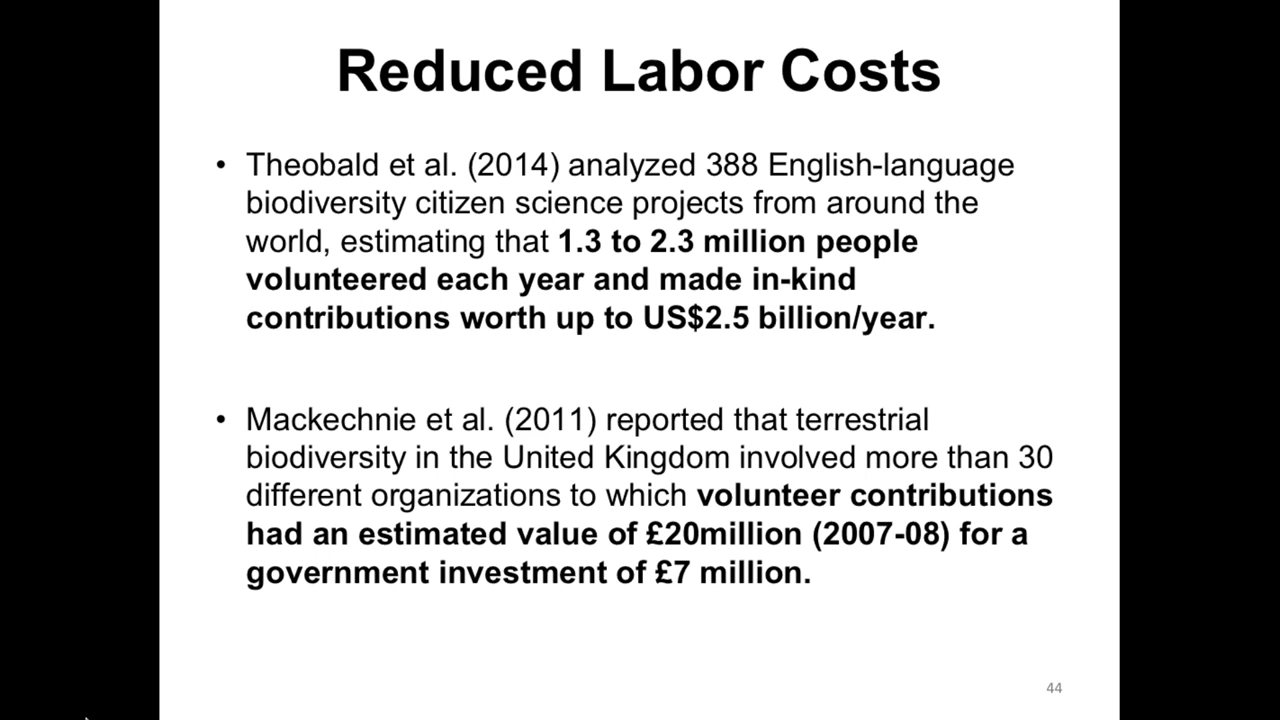 Reduced Labor Costs
• Theobald et al. (2014) analyzed 388 English-language
biodiversity citizen science projects from around the
world, estimating that 1.3 to 2.3 million people
volunteered each year and made in-kind
contributions worth up to US$2.5 billion/year.
• Mackechnie et al. (2011) reported that terrestrial
biodiversity in the United Kingdom involved more than 30
different organizations to which volunteer contributions
had an estimated value of £20million (2007-08) for a
government investment of £7 million.
44